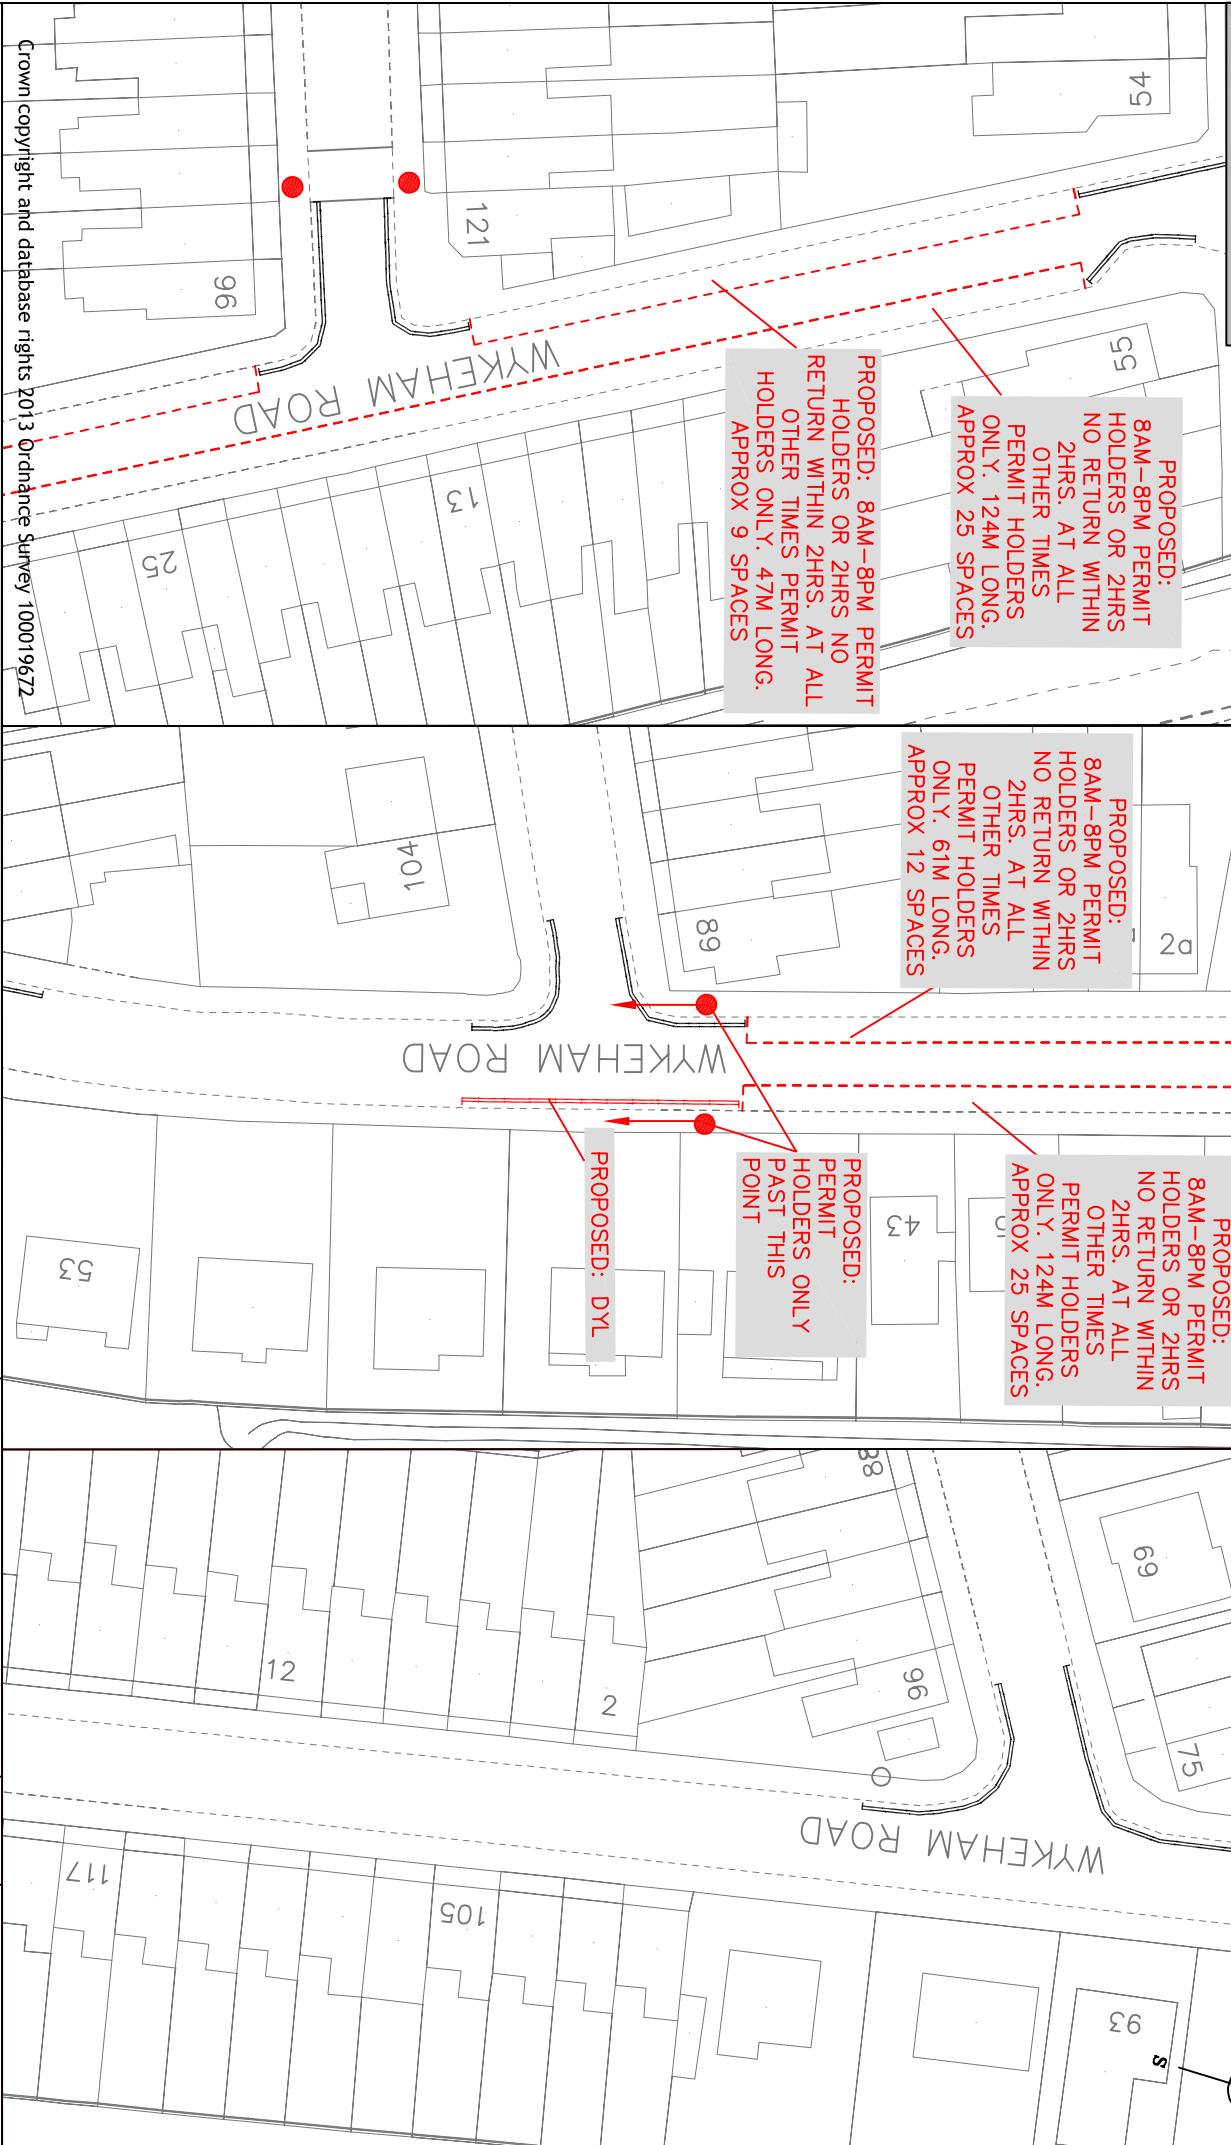 Crown copyright and database rights 2013 Ordnance Survey 100019672
54
121
96
55
WYKEHAM ROAD
13
25
PROPOSED:
8AM-8PM PERMIT
HOLDERS OR 2HRS
NO RETURN WITHIN
2HRS. AT ALL
OTHER TIMES
PERMIT HOLDERS
ONLY. 124M LONG.
APPROX 25 SPACES
PROPOSED: 8AM-8PM PERMIT
HOLDERS OR 2HRS NO
RETURN WITHIN 2HRS. AT ALL
OTHER TIMES PERMIT
HOLDERS ONLY. 47M LONG.
APPROX 9 SPACES
PROPOSED:
8AM-8PM PERMIT
HOLDERS OR 2HRS
NO RETURN WITHIN
2HRS. AT ALL
OTHER TIMES
PERMIT HOLDERS
ONLY. 61M LONG.
APPROX 12 SPACES
2a
104
89
WYKEHAM ROAD
PROPOSED:
8AM-8PM PERMIT
HOLDERS OR 2HRS
NO RETURN WITHIN
2HRS. AT ALL
OTHER TIMES
PERMIT HOLDERS
ONLY. 124M LONG.
APPROX 25 SPACES
PROPOSED:
PERMIT
HOLDERS ONLY
PAST THIS
POINT
PROPOSED: DYL
43
53
88
69
96
75
12
2
WYKEHAM ROAD
117
105
93
S